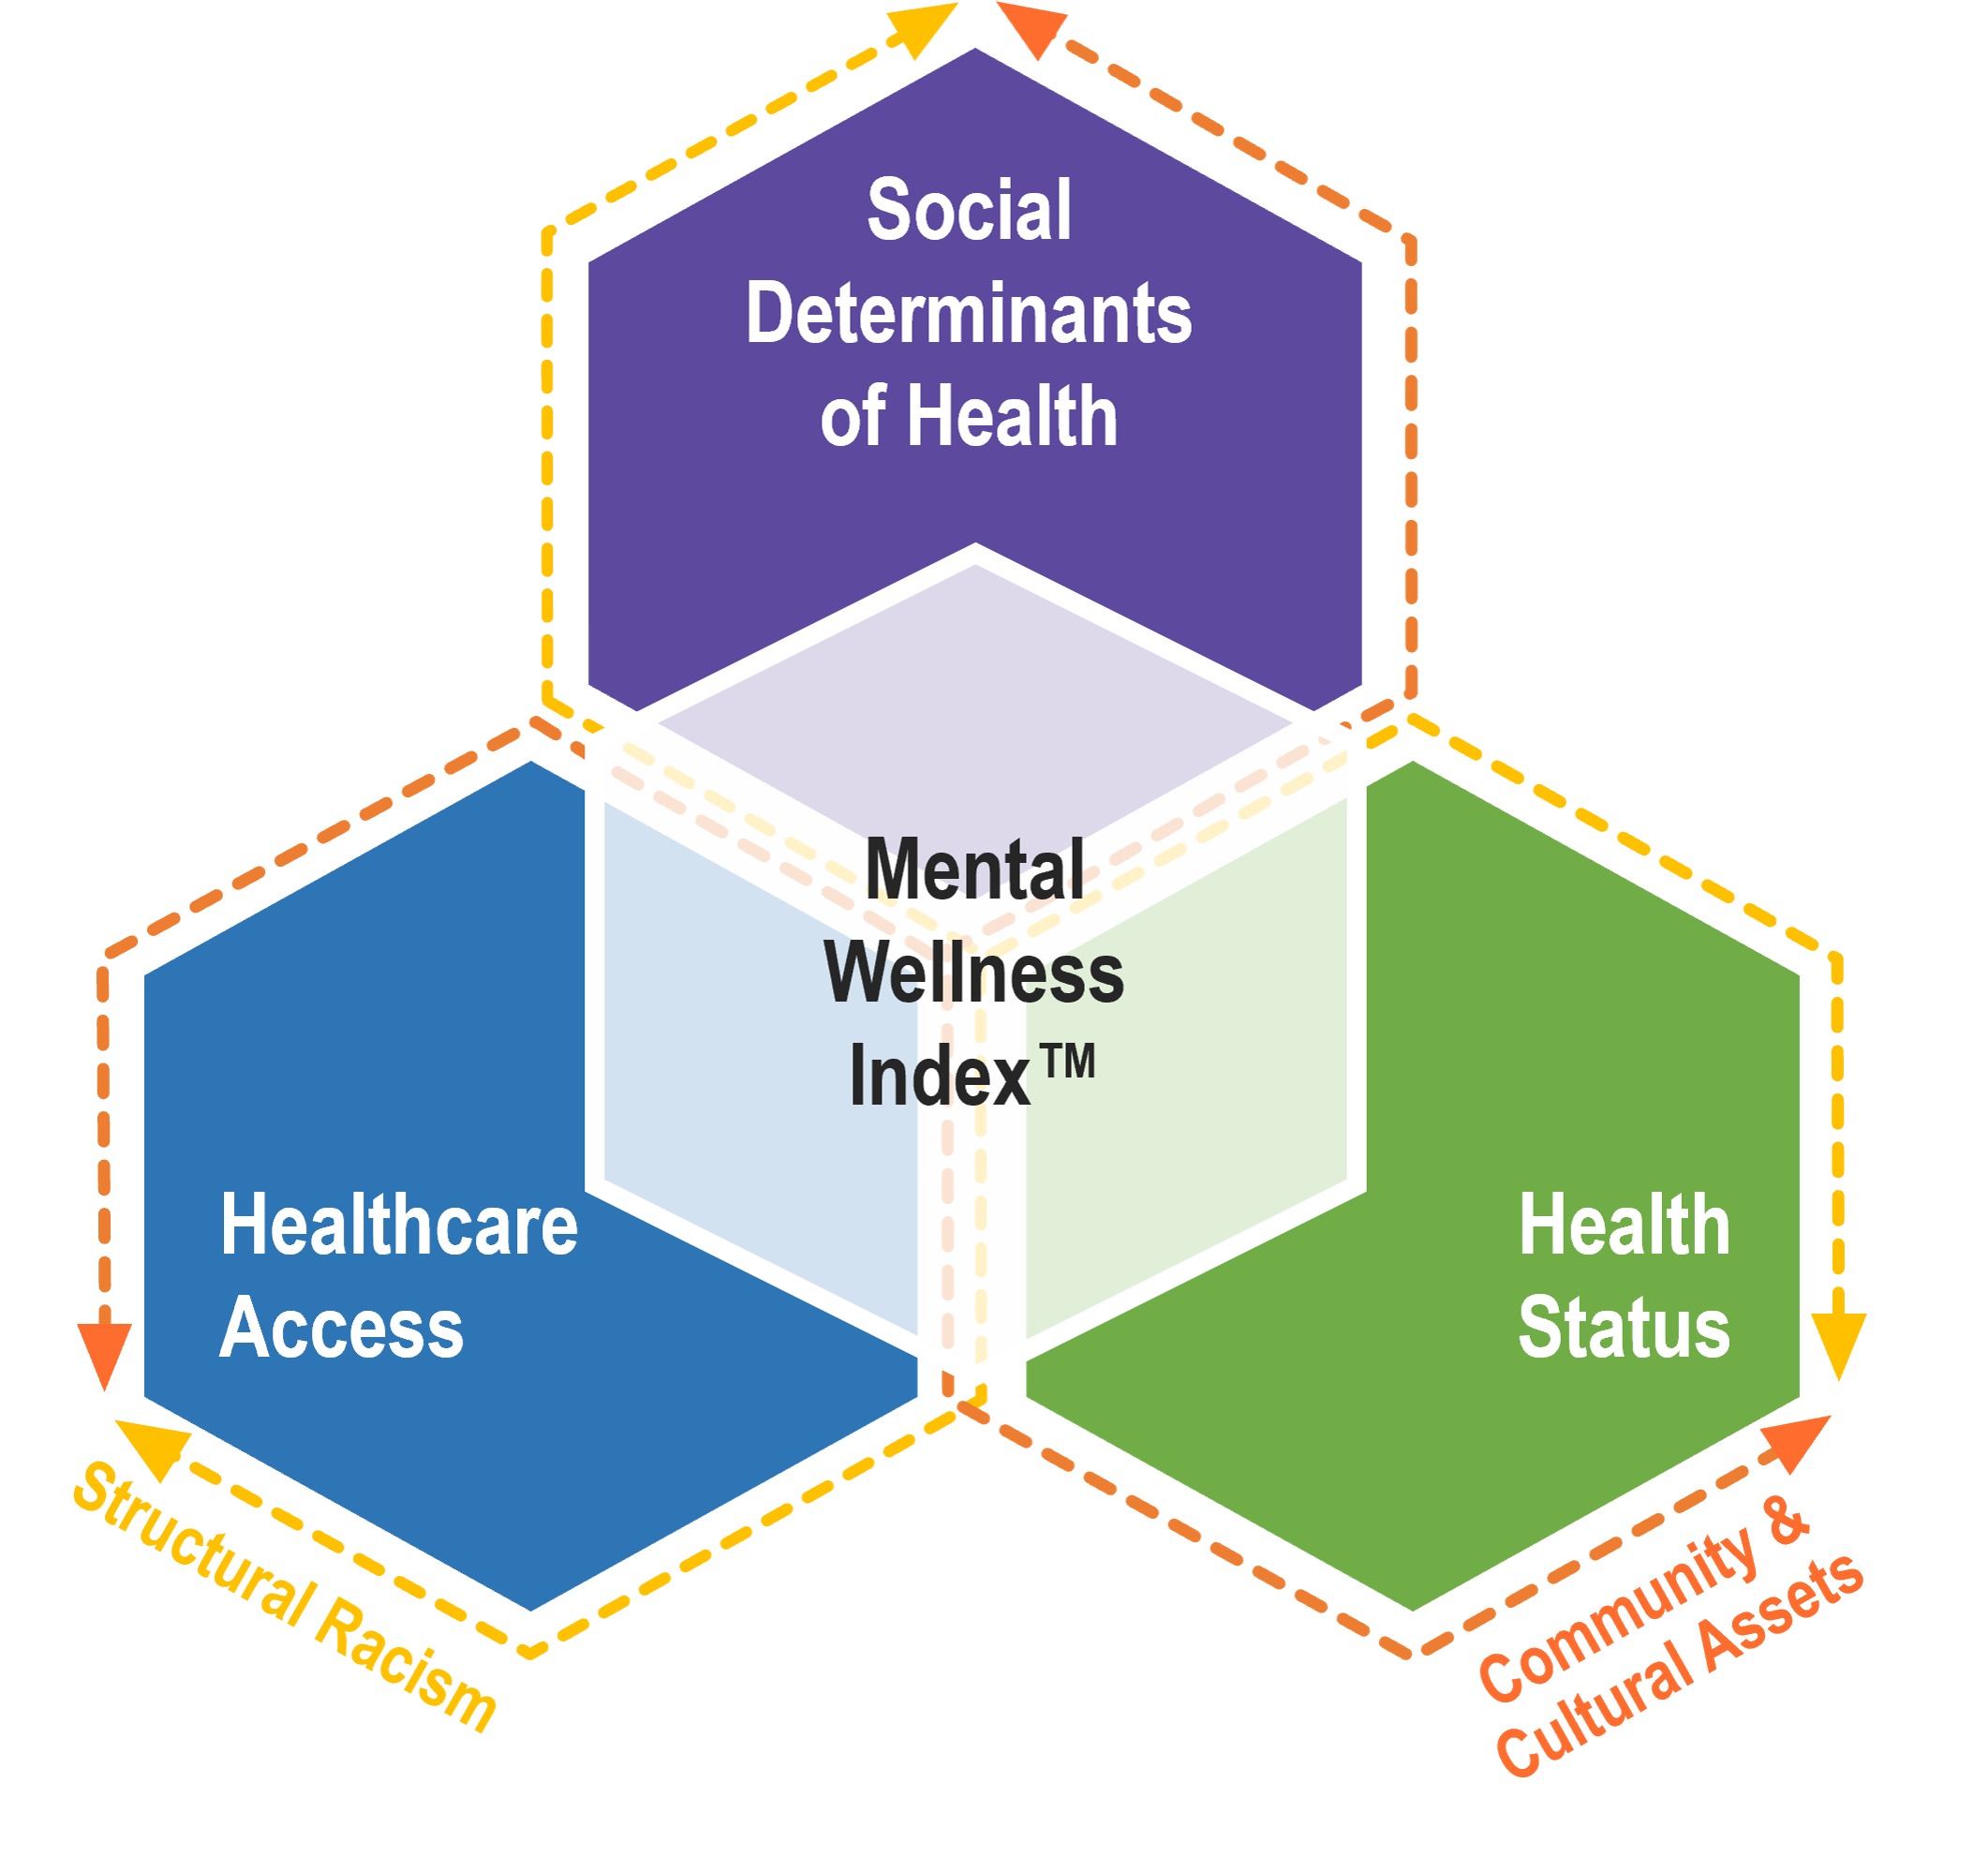 Social
Determinants
of Health
Mental
Wellness
Index™
Healthcare
Access
Health
Status
Structural Racism
Community &
Cultural Assets